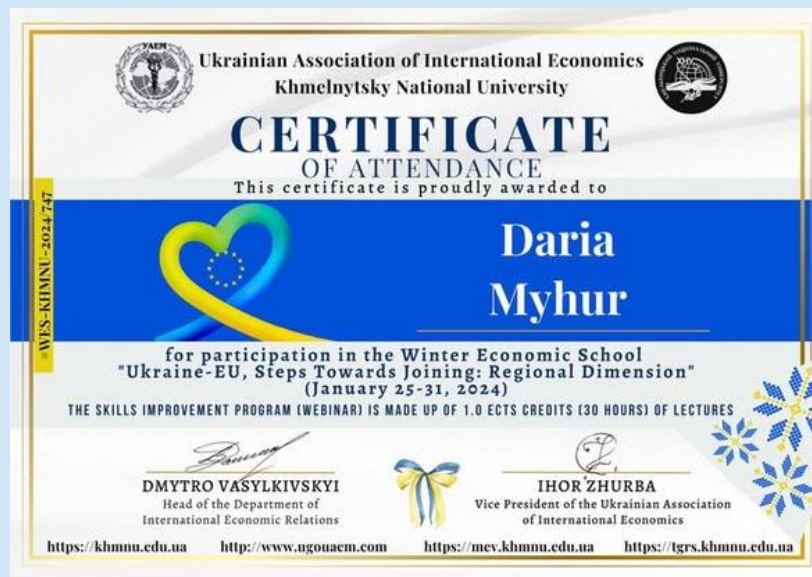 УАЕМ
Ukrainian Association of International Economics
Khmelnytsky National University
CERTIFICATE
OF ATTENDANCE
This certificate is proudly awarded to
#WES-KHMNU-2024/747
Daria
Myhur
for participation in the Winter Economic School
"Ukraine-EU, Steps Towards Joining: Regional Dimension"
(January 25-31, 2024)
THE SKILLS IMPROVEMENT PROGRAM (WEBINAR) IS MADE UP OF 1.0 ECTS CREDITS (30 HOURS) OF LECTURES
DMYTRO VASYLKIVSKYI
Head of the Department of
International Economic Relations
IHOR ZHURBA
Vice President of the Ukrainian Association
of International Economics
https://khmnu.edu.ua http://www.ugouaem.com https://mev.khmnu.edu.ua https://tgrs.khmnu.edu.ua